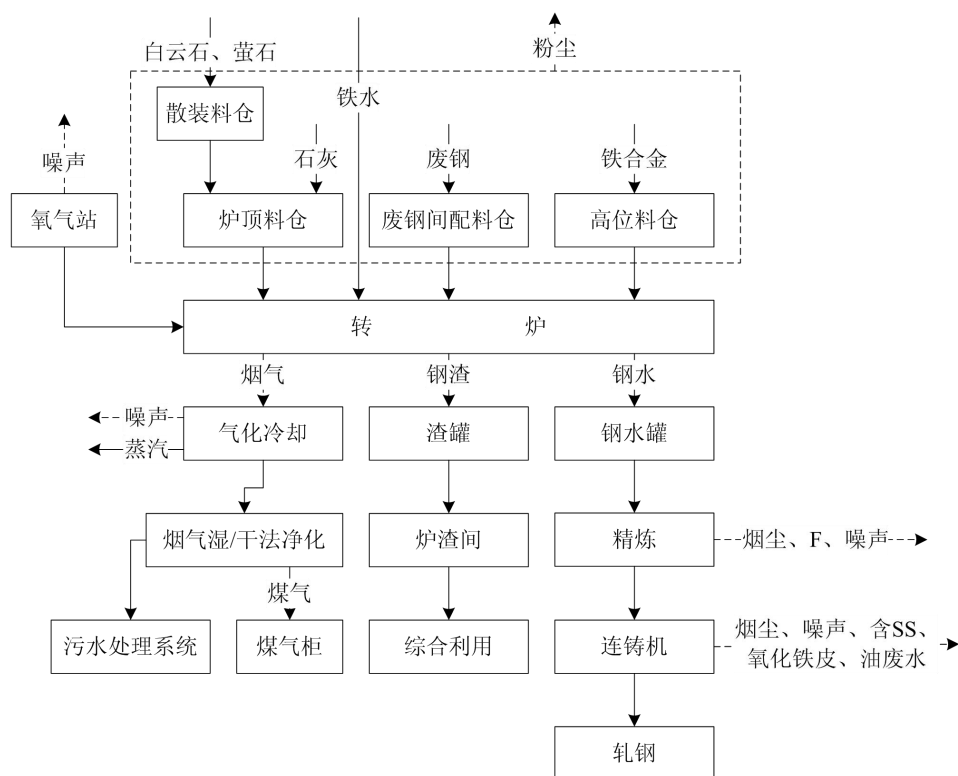 白云石、萤石
粉尘
散装料仓
铁水
噪声
石灰
废钢
铁合金
氧气站
炉顶料仓
废钢间配料仓
高位料仓
转炉
烟气
钢渣
钢水
噪声
蒸汽
气化冷却
渣罐
钢水罐
烟气湿/干法净化
炉渣间
精炼
烟尘、F、噪声
煤气
污水处理系统
煤气柜
综合利用
连铸机
烟尘、噪声、含SS、
氧化铁皮、油废水
轧钢